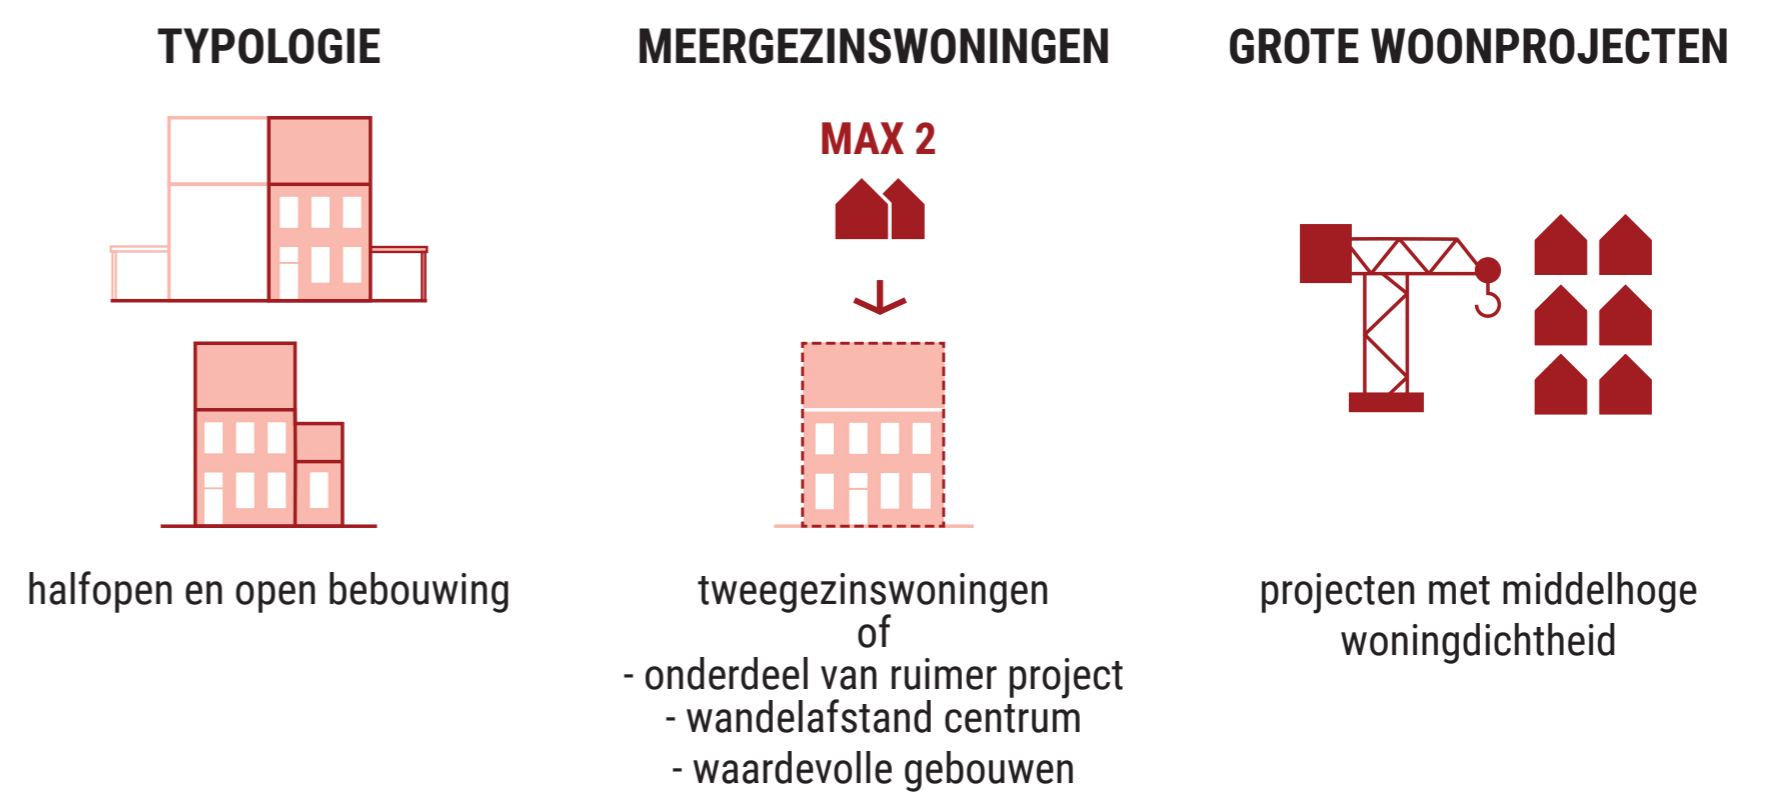 TYPOLOGIE
halfopen en open bebouwing
MEERGEZINSWONINGEN
MAX 2
tweegezinswoningen
of
- onderdeel van ruimer project
- wandelafstand centrum
- waardevolle gebouwen
GROTE WOONPROJECTEN
projecten met middelhoge
woningdichtheid